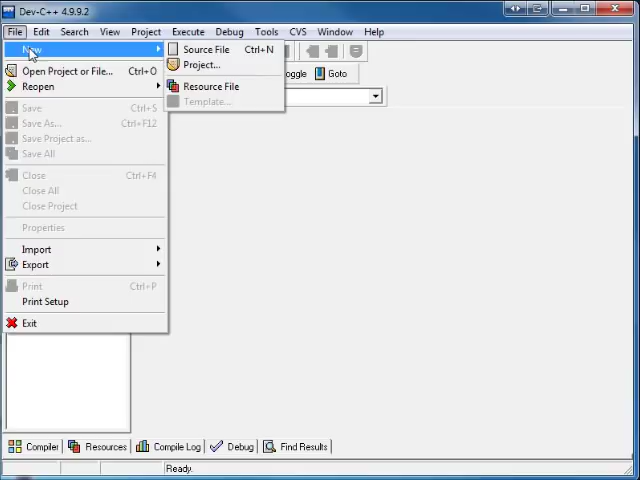 Dev-C++ 4.9.9.2
File Edit Search View Project Execute Debug Tools CVS Window Help
New
Source File Ctrl+N
Project...
Resource File
Template...
Open Project or File... Ctrl+O
Reopen
Save Ctrl+S
Save As... Ctrl+F12
Save Project as...
Save All
Close Ctrl+F4
Close All
Close Project
Properties
Import
Export
Print Ctrl+P
Print Setup
Exit
oggle Goto
Compiler Resources Compile Log Debug Find Results
Ready.